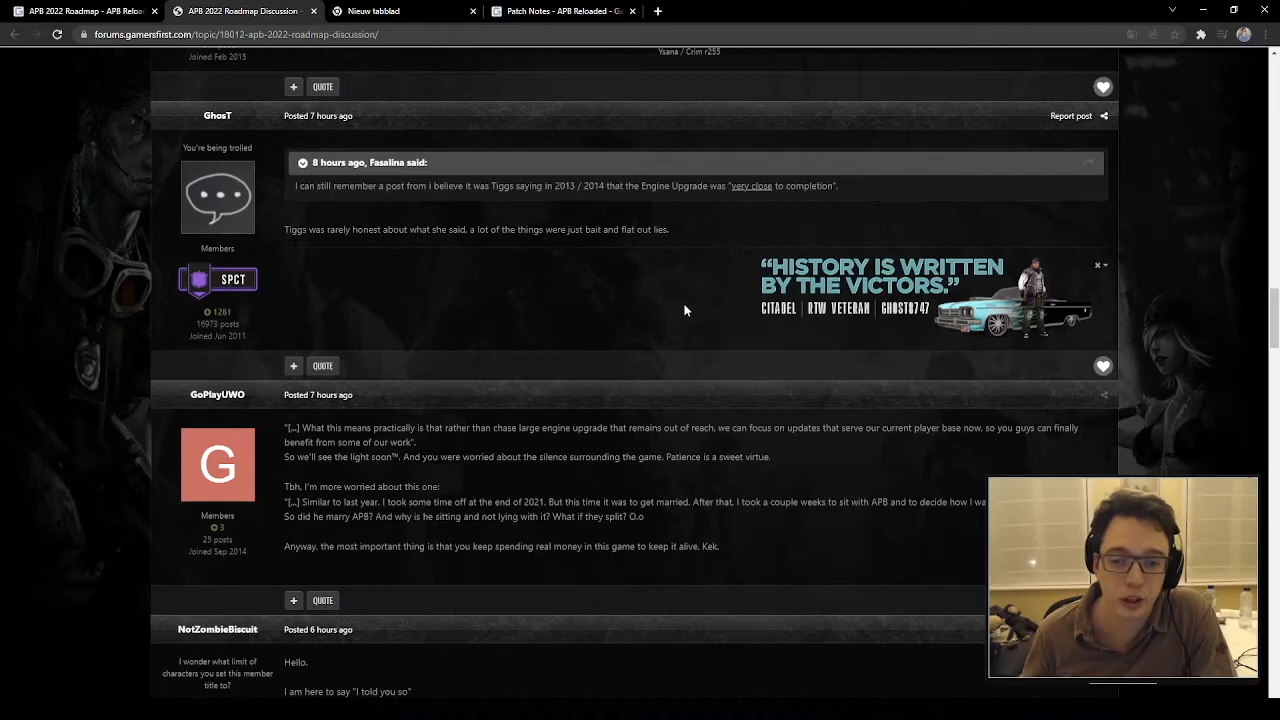 APB 2022 Roadmap - APB Reloa
APB 2022 Roadmap Discussion -
Nieuw tabblad
Patch Notes - APB Reloaded - Ga
forums.gamersfirst.com/topic/18012-apb-2022-roadmap-discussion/
Joined Feb 2015
Ysana / Crim r255
+ QUOTE
GhosT
Posted 7 hours ago
Report post
You're being trolled
8 hours ago, Fasalina said:
I can still remember a post from i believe it was Tiggs saying in 2013 / 2014 that the Engine Upgrade was "very close to completion".
Tiggs was rarely honest about what she said, a lot of the things were just bait and flat out lies.
Members
SPCT
1281
16973 posts
Joined Jun 2011
"HISTORY IS WRITTEN
BY THE VICTORS."
CITADEL | RTW VETERAN | GHOST8747
+ QUOTE
GoPlayUWO
Posted 7 hours ago
G
Members
3
25 posts
Joined Sep 2014
"[...] What this means practically is that rather than chase large engine upgrade that remains out of reach, we can focus on updates that serve our current player base now, so you guys can finally
benefit from some of our work".
So we'll see the light soon™. And you were worried about the silence surrounding the game. Patience is a sweet virtue.
Tbh, I'm more worried about this one:
"[...] Similar to last year, I took some time off at the end of 2021. But this time it was to get married. After that, I took a couple weeks to sit with APB and to decide how I wa
So did he marry APB? And why is he sitting and not lying with it? What if they split? O.o
Anyway, the most important thing is that you keep spending real money in this game to keep it alive. Kek.
+ QUOTE
NotZombieBiscuit
Posted 6 hours ago
I wonder what limit of
characters you set this member
title to?
Hello.
I am here to say "I told you so"